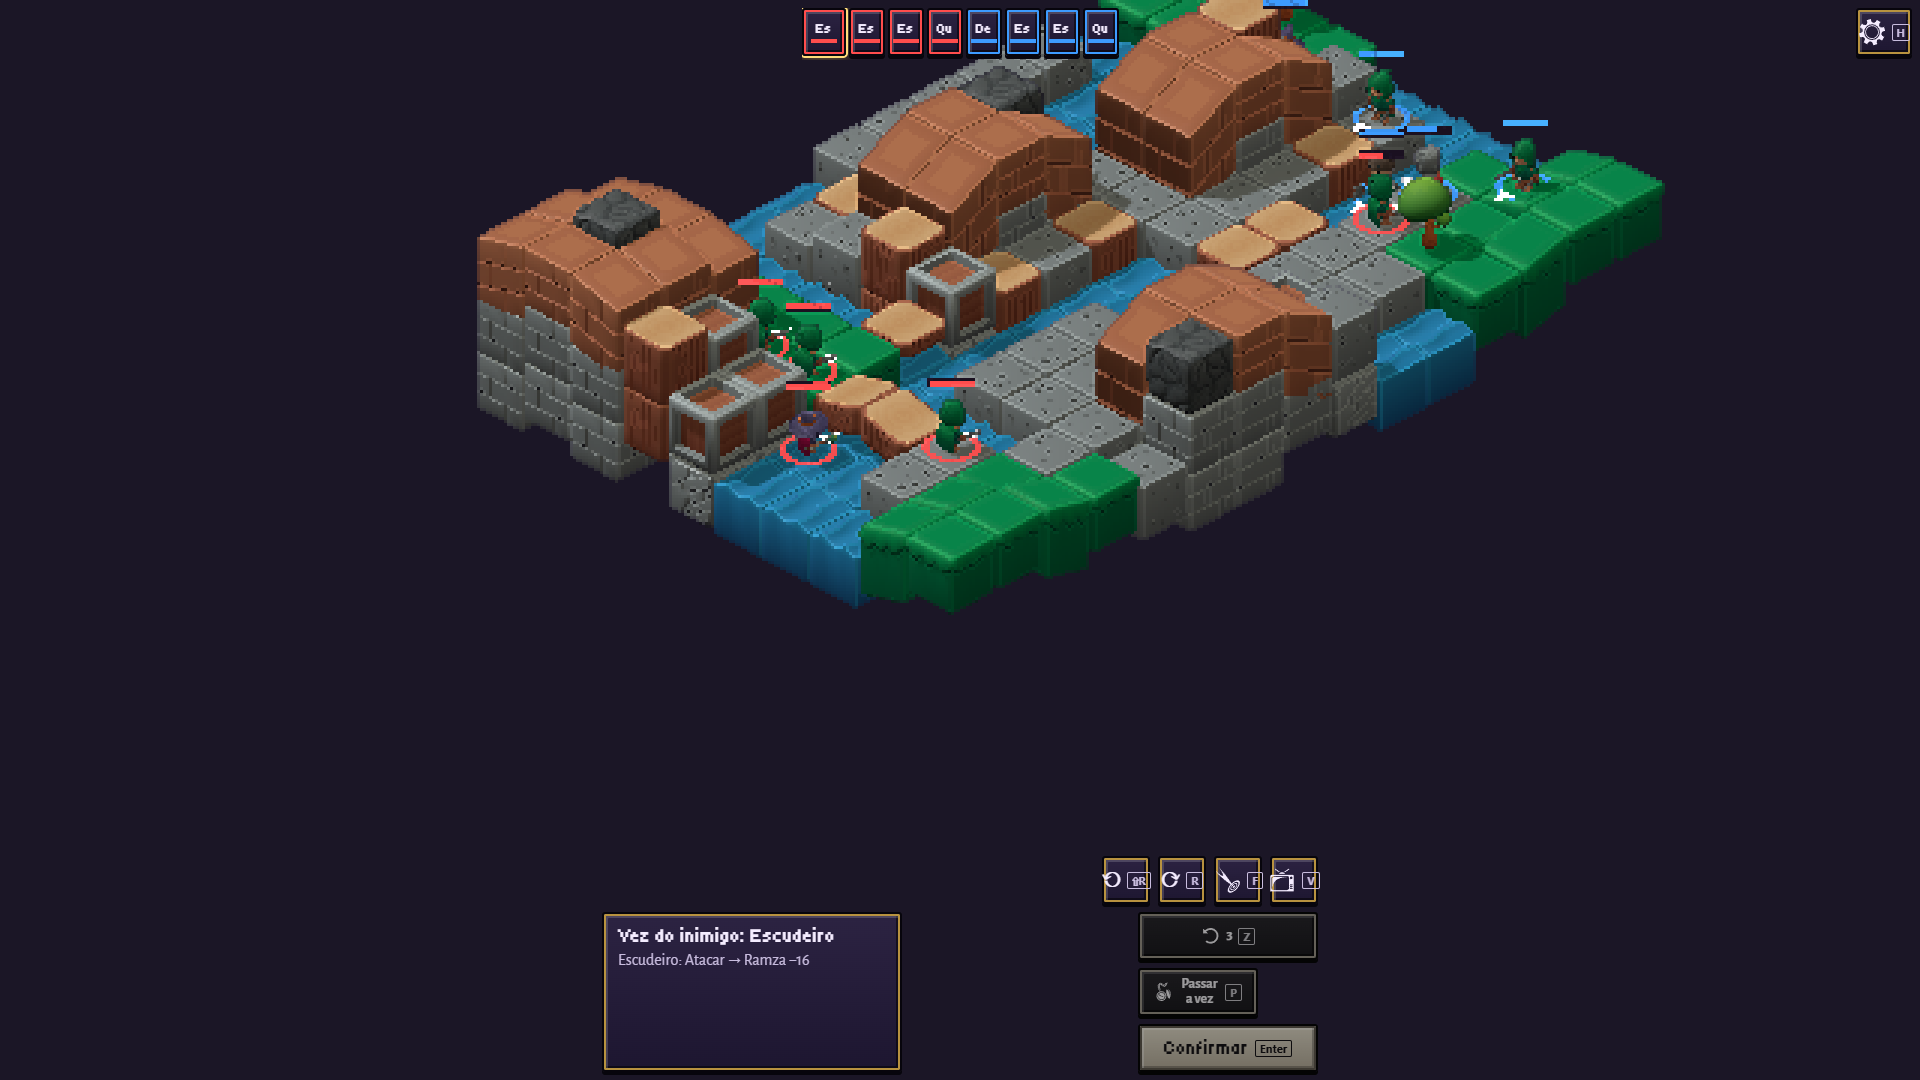 Es
Es
Es
Qu
De
Es
Es
Qu
H
⇧R
R
F
V
Vez do inimigo: Escudeiro
Escudeiro: Atacar → Ramza −16
3 Z
Passar
a vez P
Confirmar Enter